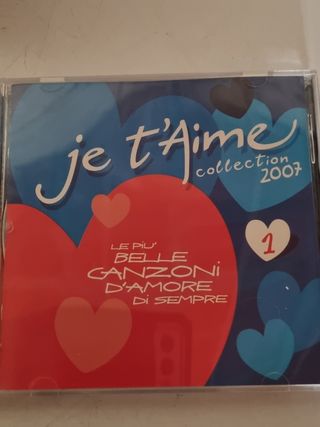 je t'Aime
collection
2007
1
LE PIU'
BELLE
CANZONI
D'AMORE
DI SEMPRE